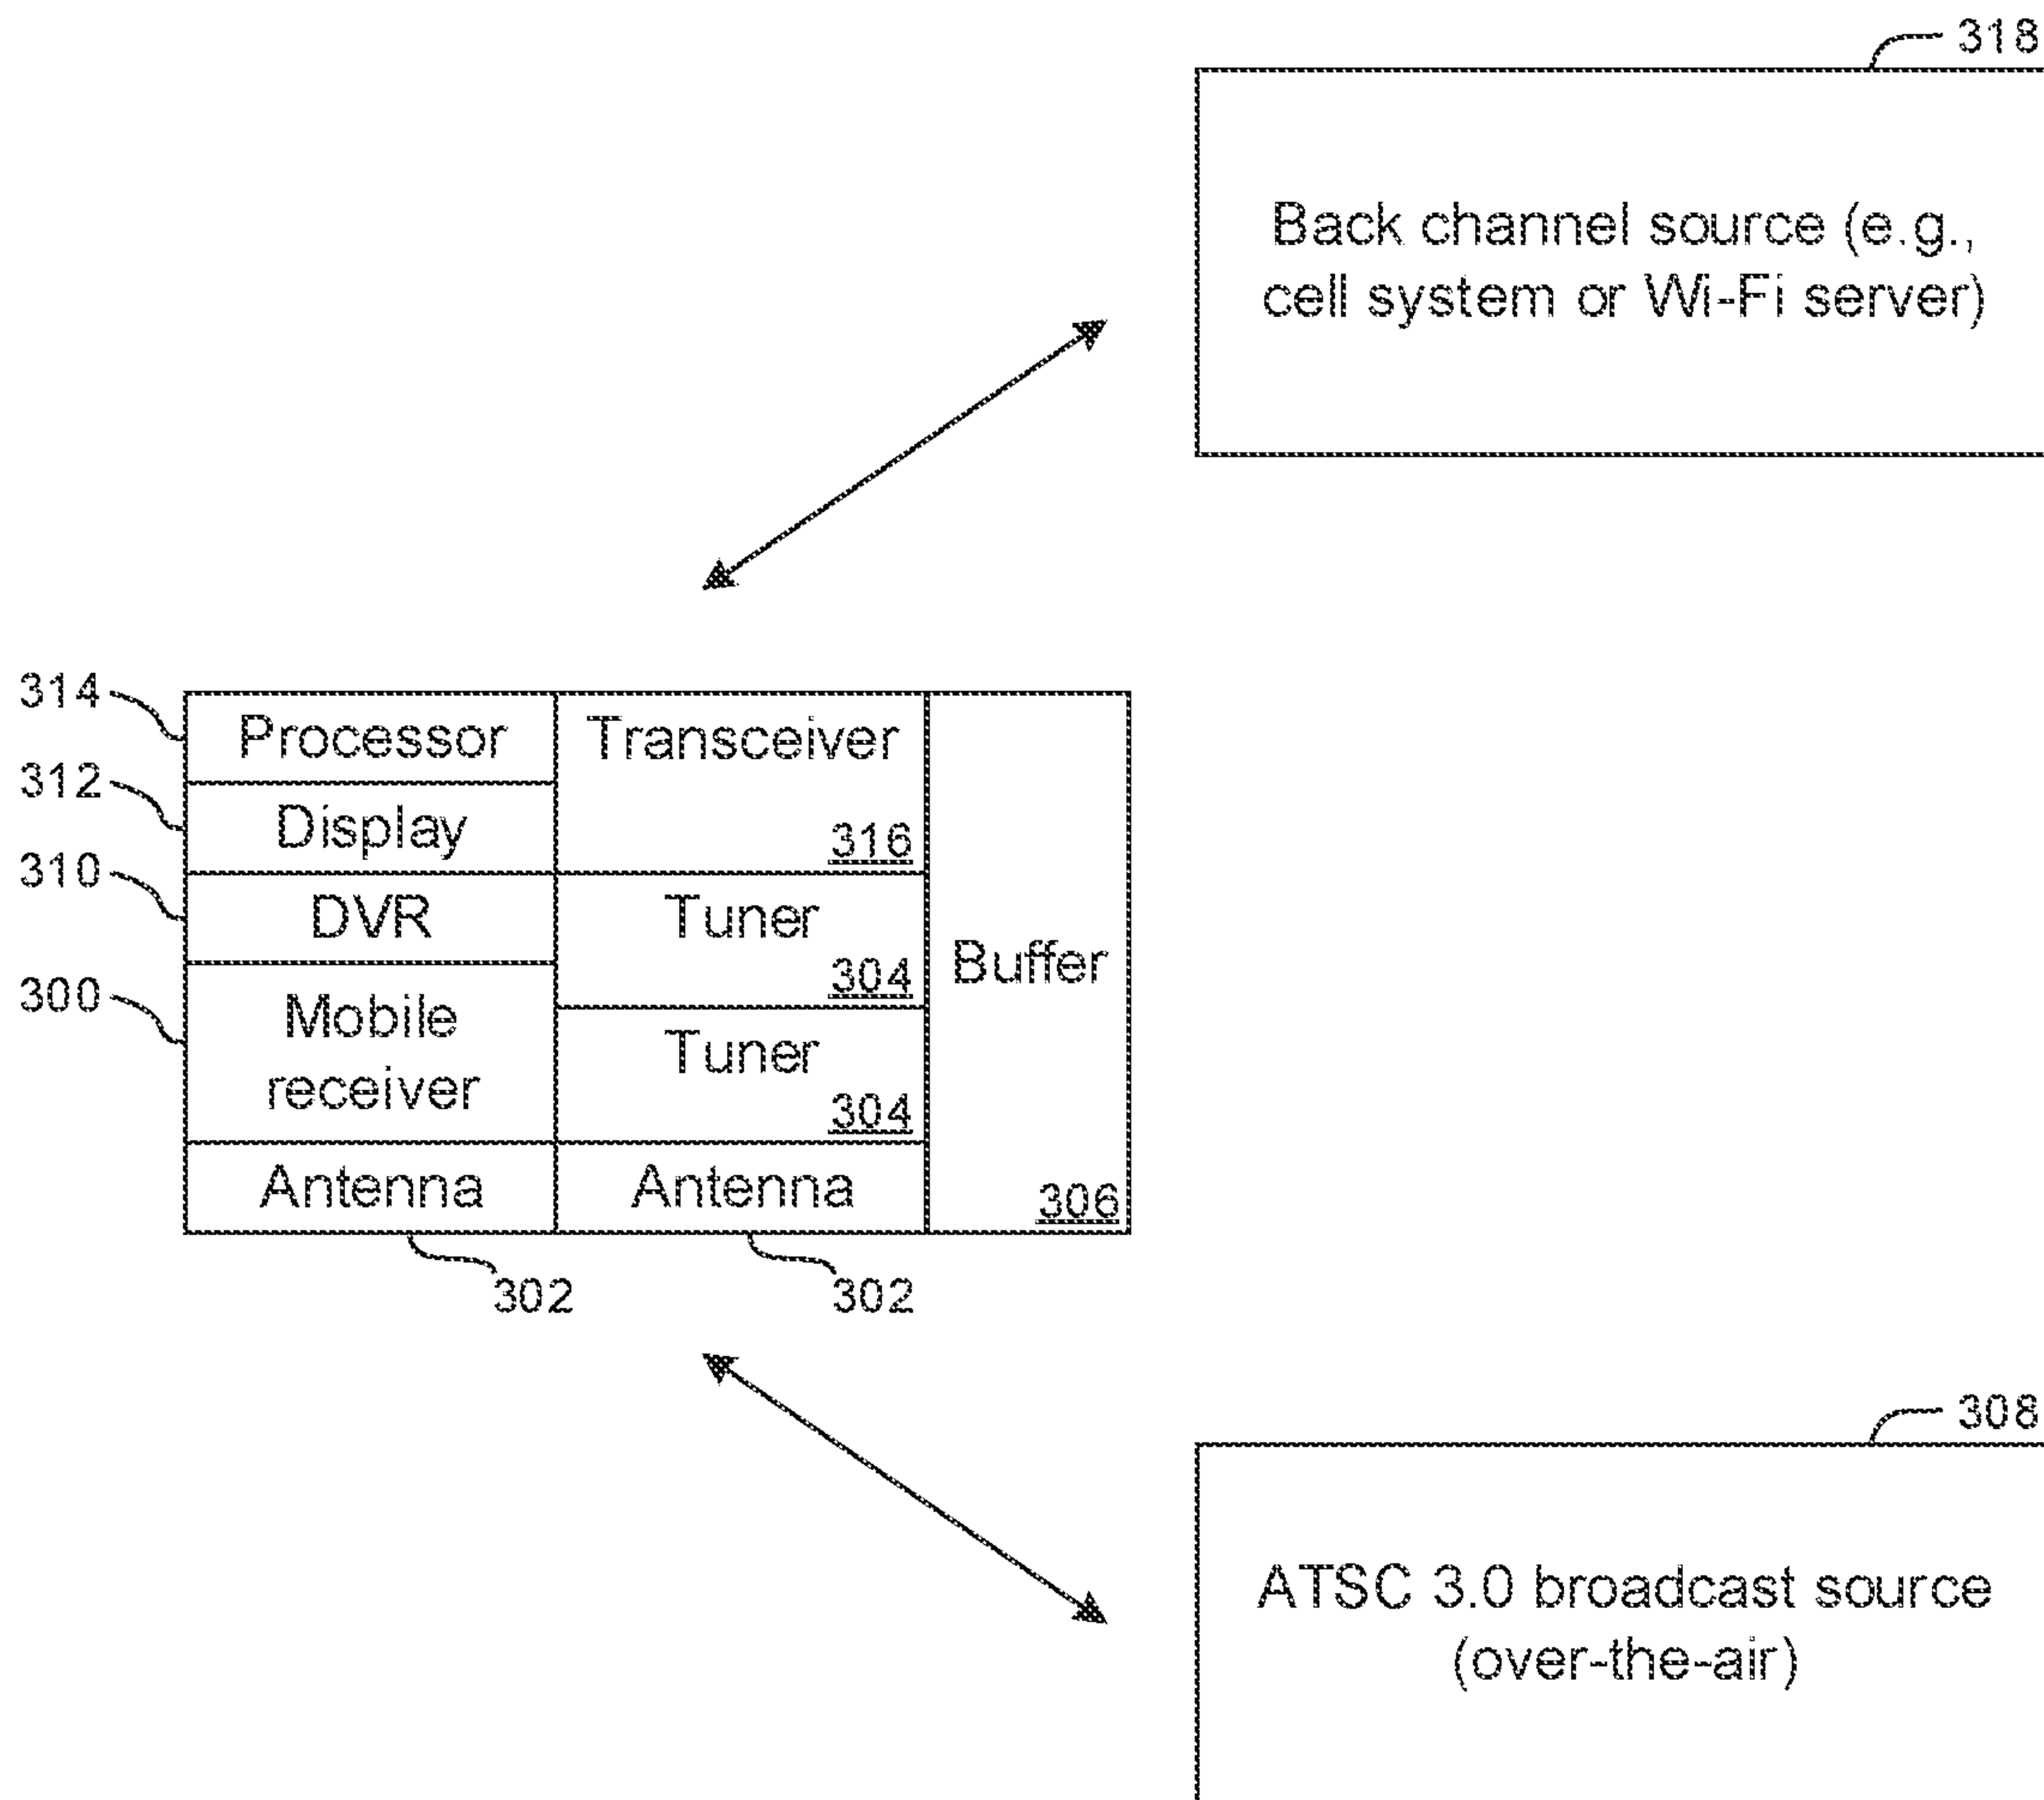 318
Back channel source (e.g.,
cell system or Wi-Fi server)
314
Processor
Transceiver
312
Display
316
310
DVR
Tuner
304
Buffer
300
Mobile
receiver
Tuner
304
Antenna
Antenna
306
302
302
308
ATSC 3.0 broadcast source
(over-the-air)